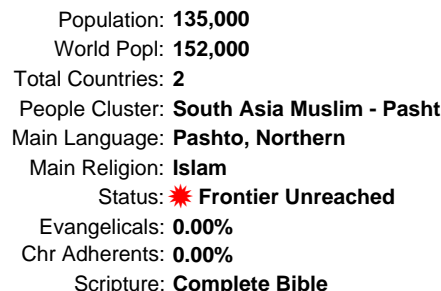 Population: 135,000
World Popl: 152,000
Total Countries: 2
People Cluster: South Asia Muslim - Pasht
Main Language: Pashto, Northern
Main Religion: Islam
Status: Frontier Unreached
Evangelicals: 0.00%
Chr Adherents: 0.00%
Scripture: Complete Bible